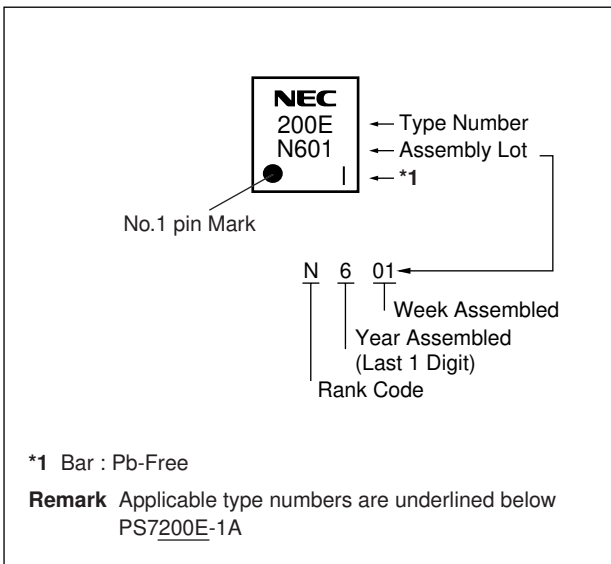 NEC
200E
N601
|
Type Number
Assembly Lot
*1
No.1 pin Mark
N 6 01
Week Assembled
Year Assembled
(Last 1 Digit)
Rank Code
*1 Bar : Pb-Free
Remark Applicable type numbers are underlined below
PS7200E-1A